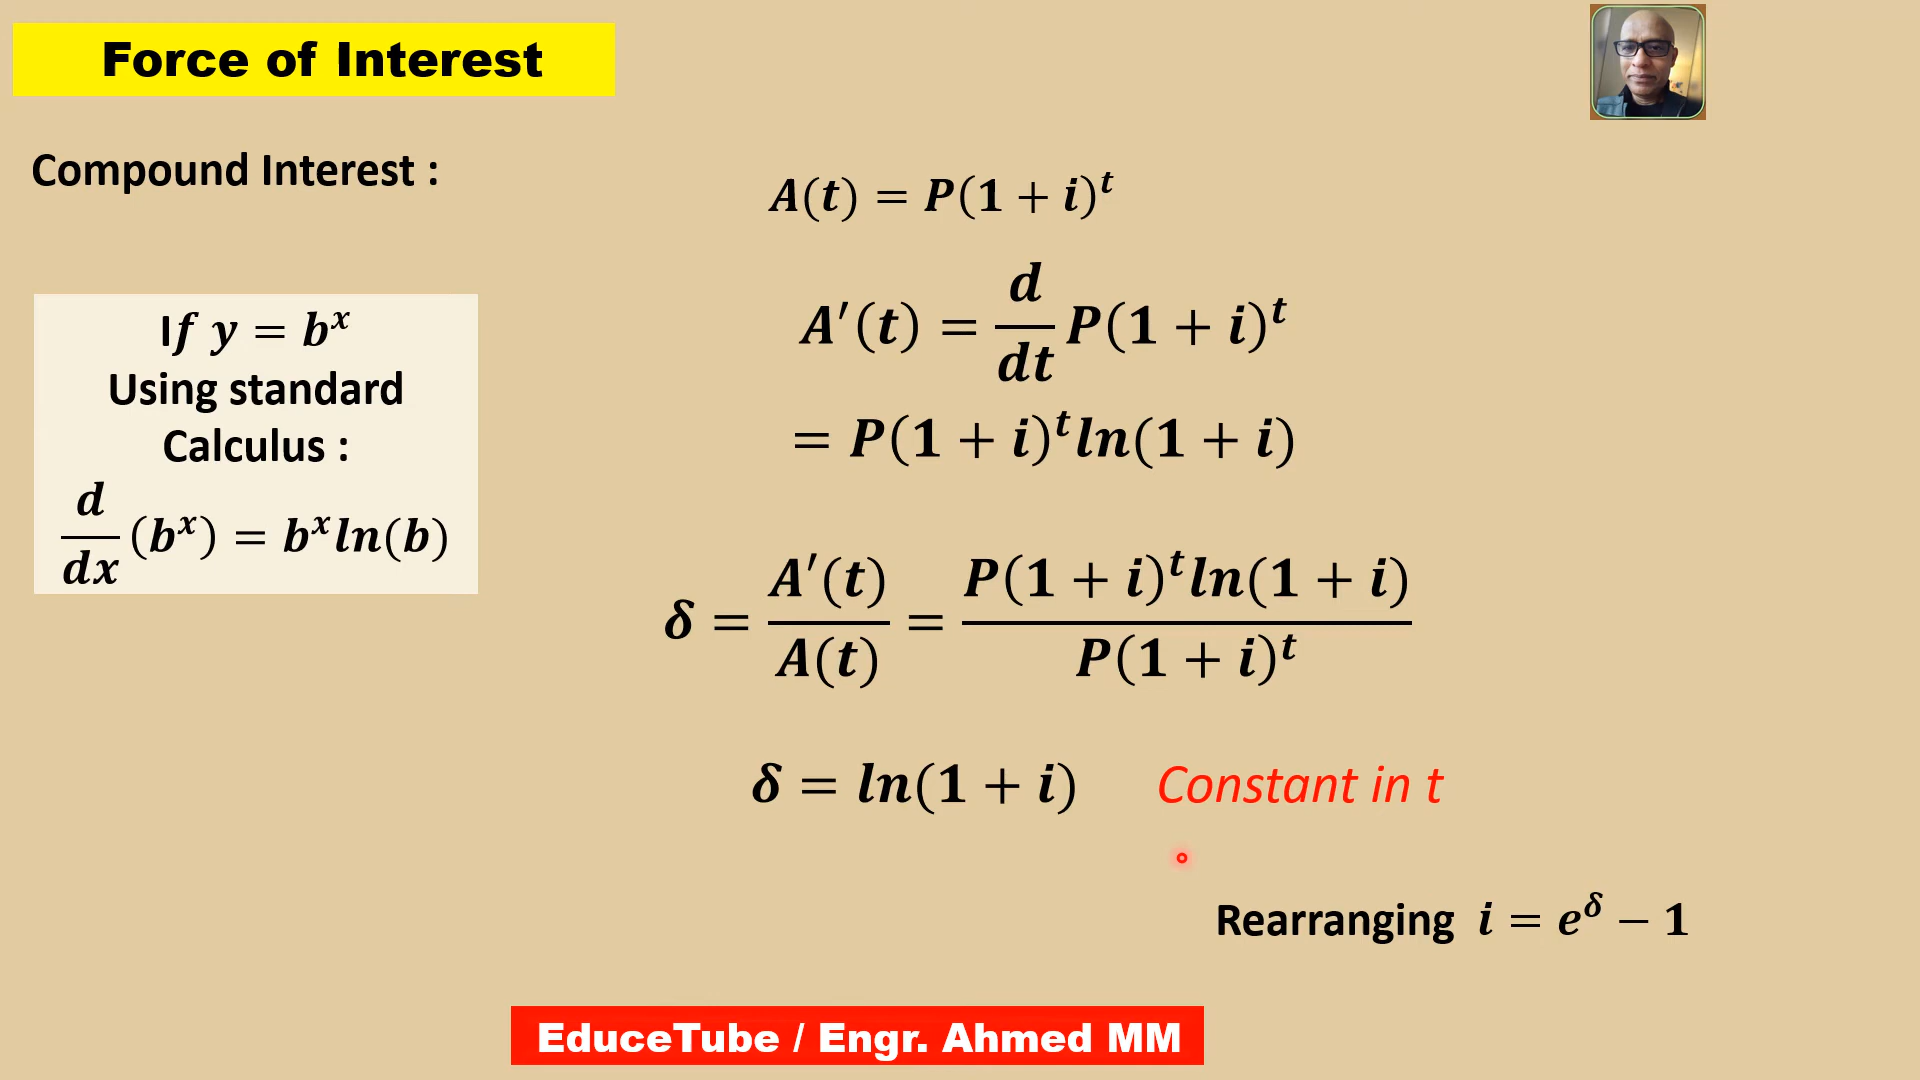 Force of Interest
Compound Interest :
A(t) = P(1 + i)^t
If y = b^x
Using standard
Calculus :
d/dx (b^x) = b^x ln(b)
A′(t) = d/dt P(1 + i)^t
= P(1 + i)^t ln(1 + i)
δ = A′(t)/A(t) = P(1 + i)^t ln(1 + i)/P(1 + i)^t
δ = ln(1 + i) Constant in t
Rearranging i = e^δ − 1
EduceTube / Engr. Ahmed MM